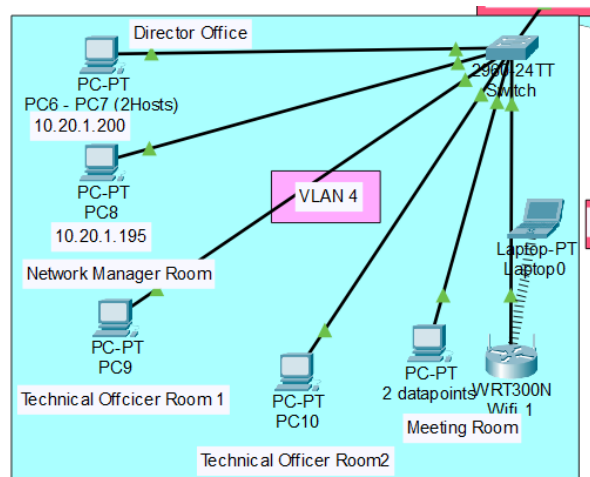 Director Office
2960-24TT
Switch
PC-PT
PC6 - PC7 (2Hosts)
10.20.1.200
PC-PT
PC8
VLAN 4
10.20.1.195
Laptop-PT
Laptop0
Network Manager Room
PC-PT
PC9
PC-PT
PC10
PC-PT
2 datapoints
WRT300N
Wifi 1
Technical Offcicer Room 1
Meeting Room
Technical Officer Room2